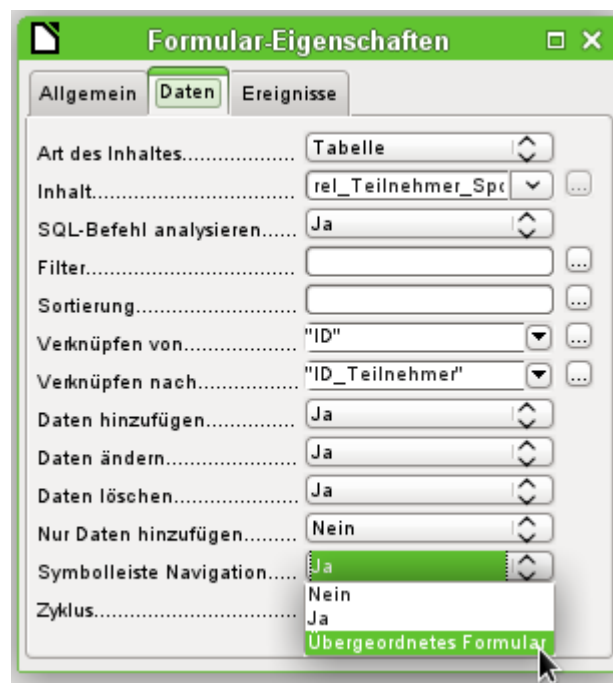 Formular-Eigenschaften
Allgemein Daten Ereignisse
Art des Inhaltes................... Tabelle
Inhalt................................. rel_Teilnehmer_Spo ...
SQL-Befehl analysieren...... Ja
Filter.................................. ...
Sortierung.......................... ...
Verknüpfen von................... "ID" ...
Verknüpfen nach................. "ID_Teilnehmer" ...
Daten hinzufügen................ Ja
Daten ändern...................... Ja
Daten löschen..................... Ja
Nur Daten hinzufügen......... Nein
Symbolleiste Navigation..... Ja
Nein
Zyklus................................ Ja
Übergeordnetes Formular